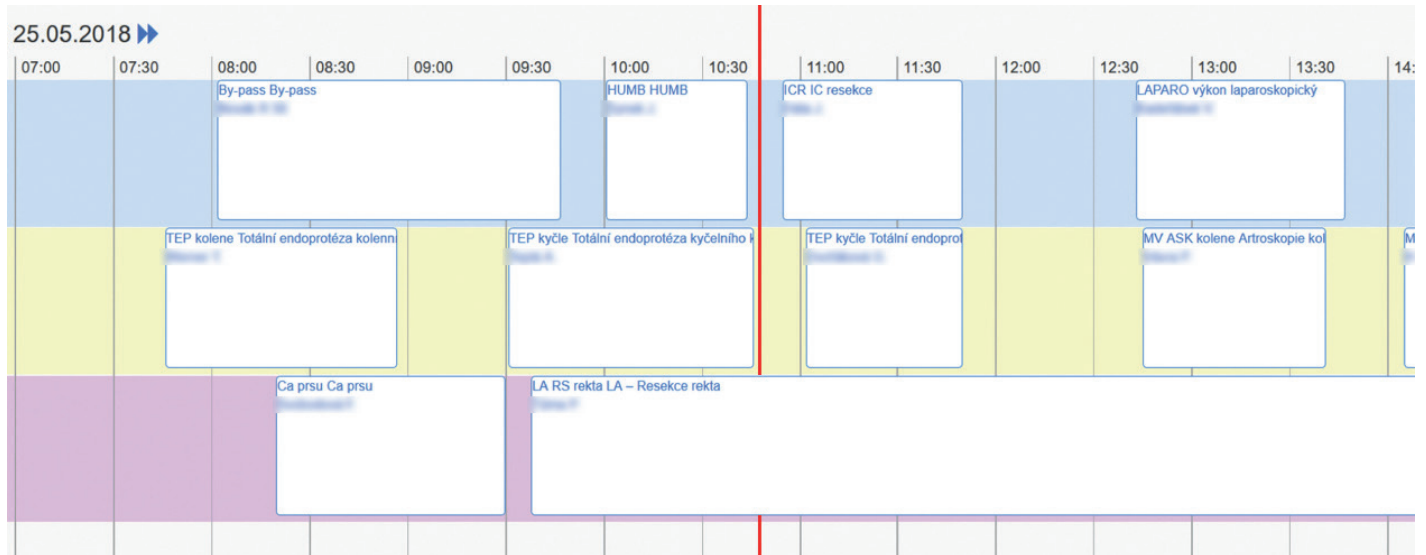 25.05.2018
07:00 07:30 08:00 08:30 09:00 09:30 10:00 10:30 11:00 11:30 12:00 12:30 13:00 13:30 14:
By-pass By-pass HUMB HUMB ICR IC resekce LAPARO výkon laparoskopický
TEP kolene Totální endoprotéza kolenn TEP kyčle Totální endoprotéza kyčelního k TEP kyčle Totální endoprot MV ASK kolene Artroskopie kol M
Ca prsu Ca prsu LA RS rekta LA – Resekce rekta